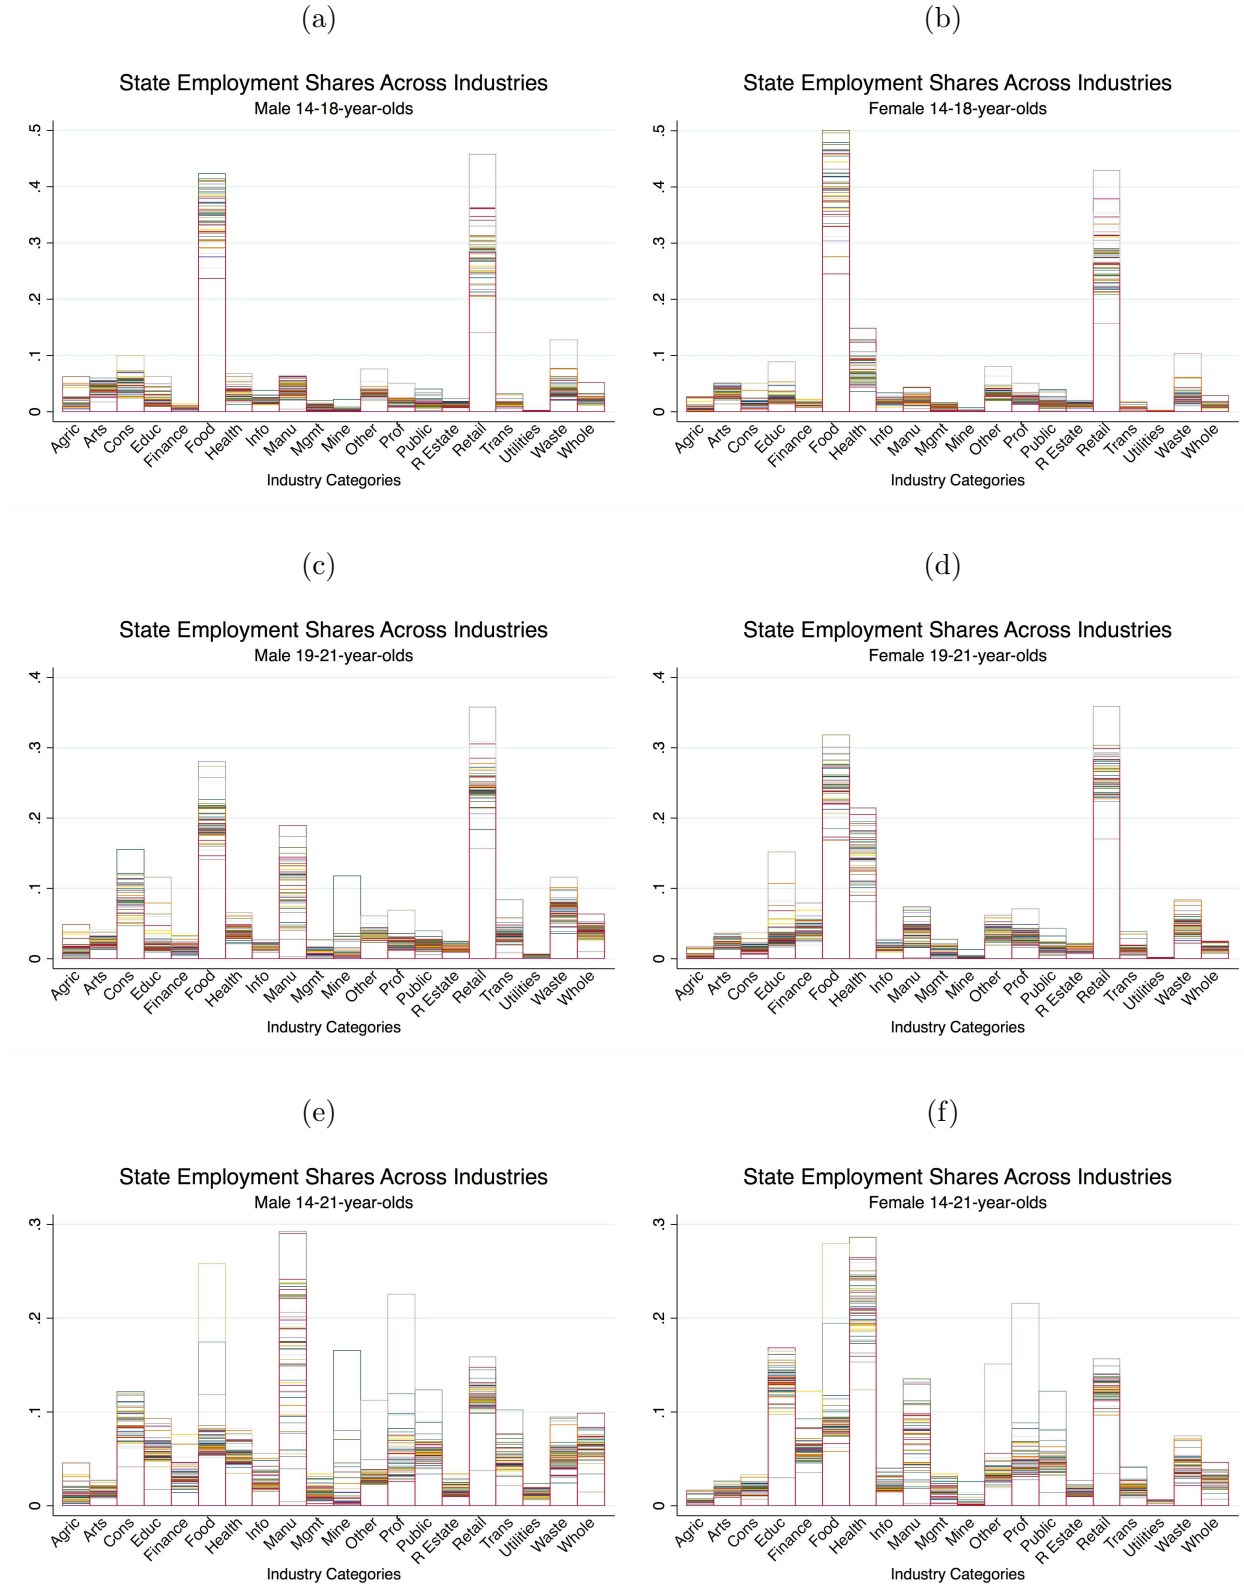 (a)
State Employment Shares Across Industries
Male 14-18-year-olds
.5
.4
.3
.2
.1
0
Agric Arts Cons Educ Finance Food Health Info Manu Mgmt Mine Other Prof Public R Estate Retail Trans Utilities Waste Whole
Industry Categories
(b)
State Employment Shares Across Industries
Female 14-18-year-olds
.5
.4
.3
.2
.1
0
Agric Arts Cons Educ Finance Food Health Info Manu Mgmt Mine Other Prof Public R Estate Retail Trans Utilities Waste Whole
Industry Categories
(c)
State Employment Shares Across Industries
Male 19-21-year-olds
.4
.3
.2
.1
0
Agric Arts Cons Educ Finance Food Health Info Manu Mgmt Mine Other Prof Public R Estate Retail Trans Utilities Waste Whole
Industry Categories
(d)
State Employment Shares Across Industries
Female 19-21-year-olds
.4
.3
.2
.1
0
Agric Arts Cons Educ Finance Food Health Info Manu Mgmt Mine Other Prof Public R Estate Retail Trans Utilities Waste Whole
Industry Categories
(e)
State Employment Shares Across Industries
Male 14-21-year-olds
.3
.2
.1
0
Agric Arts Cons Educ Finance Food Health Info Manu Mgmt Mine Other Prof Public R Estate Retail Trans Utilities Waste Whole
Industry Categories
(f)
State Employment Shares Across Industries
Female 14-21-year-olds
.3
.2
.1
0
Agric Arts Cons Educ Finance Food Health Info Manu Mgmt Mine Other Prof Public R Estate Retail Trans Utilities Waste Whole
Industry Categories